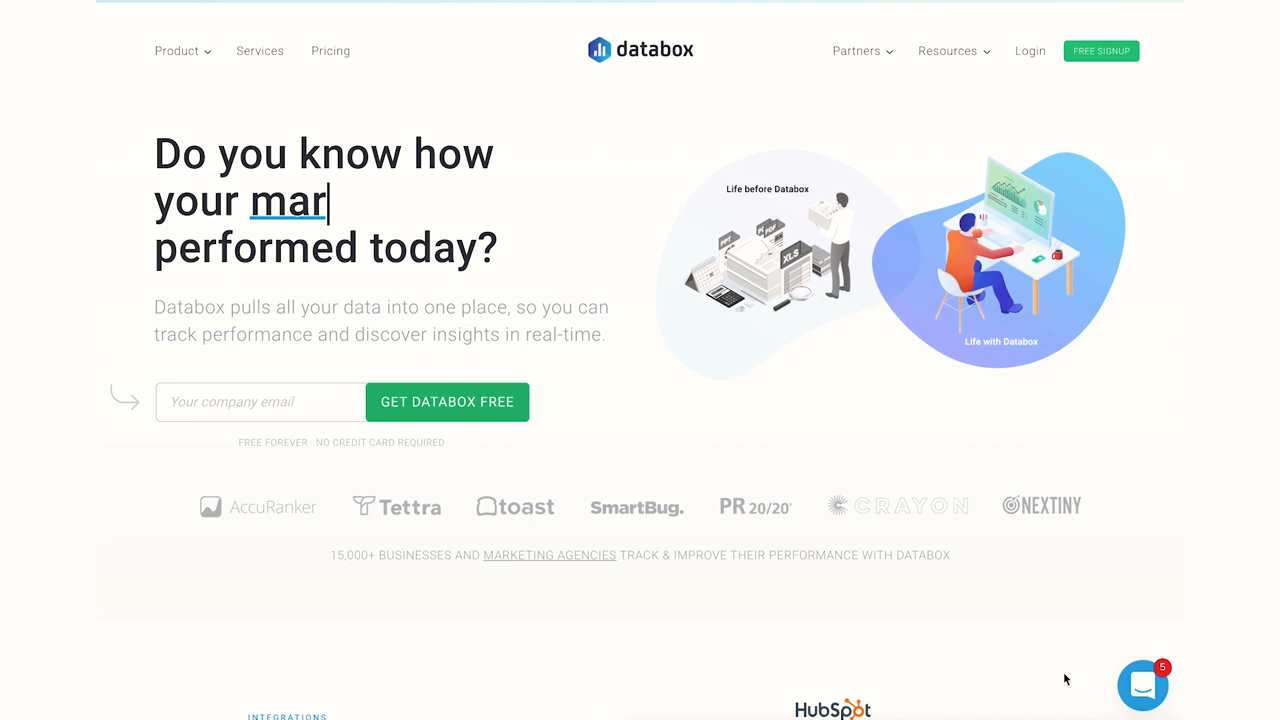 Product
Services
Pricing
databox
Partners
Resources
Login
FREE SIGNUP
Do you know how
your mar
performed today?
Databox pulls all your data into one place, so you can
track performance and discover insights in real-time.
Your company email
GET DATABOX FREE
FREE FOREVER · NO CREDIT CARD REQUIRED
Life before Databox
PPT
PDF
XLS
Life with Databox
AccuRanker
Tettra
toast
SmartBug.
PR 20/20
CRAYON
NEXTINY
15,000+ BUSINESSES AND MARKETING AGENCIES TRACK & IMPROVE THEIR PERFORMANCE WITH DATABOX
5
INTEGRATIONS
HubSpot